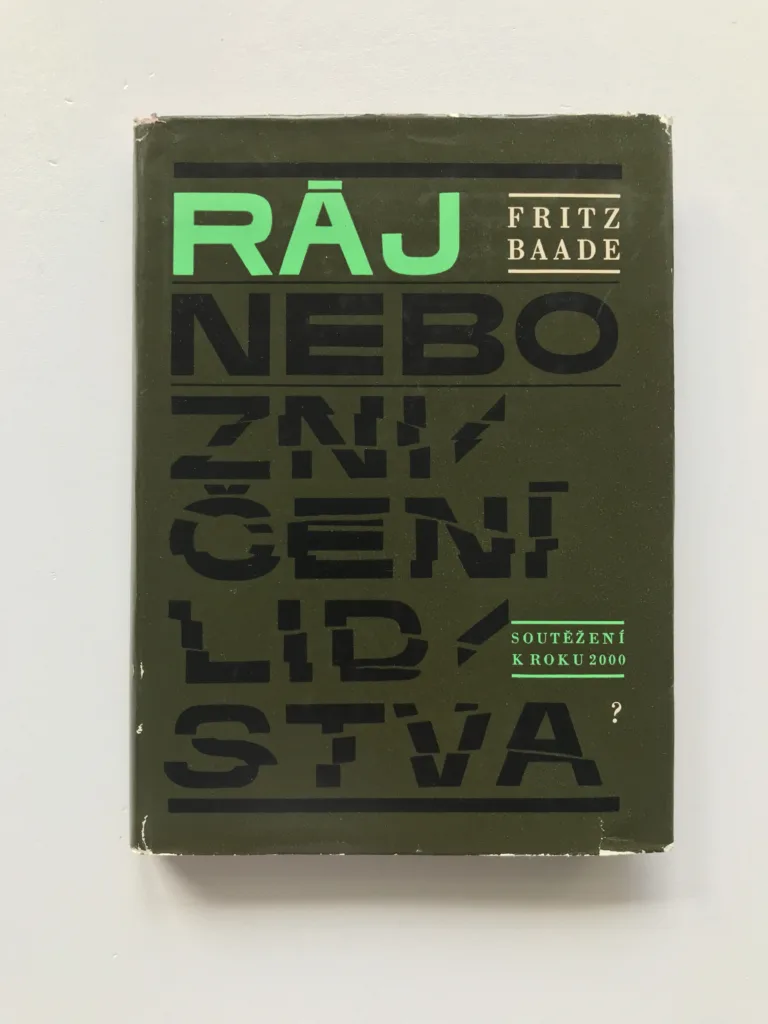 RÁJ
FRITZ
BAADE
NEBO
ZNI/
ČENÍ
LID/
STVA
SOUTĚŽENÍ
K ROKU 2000
?